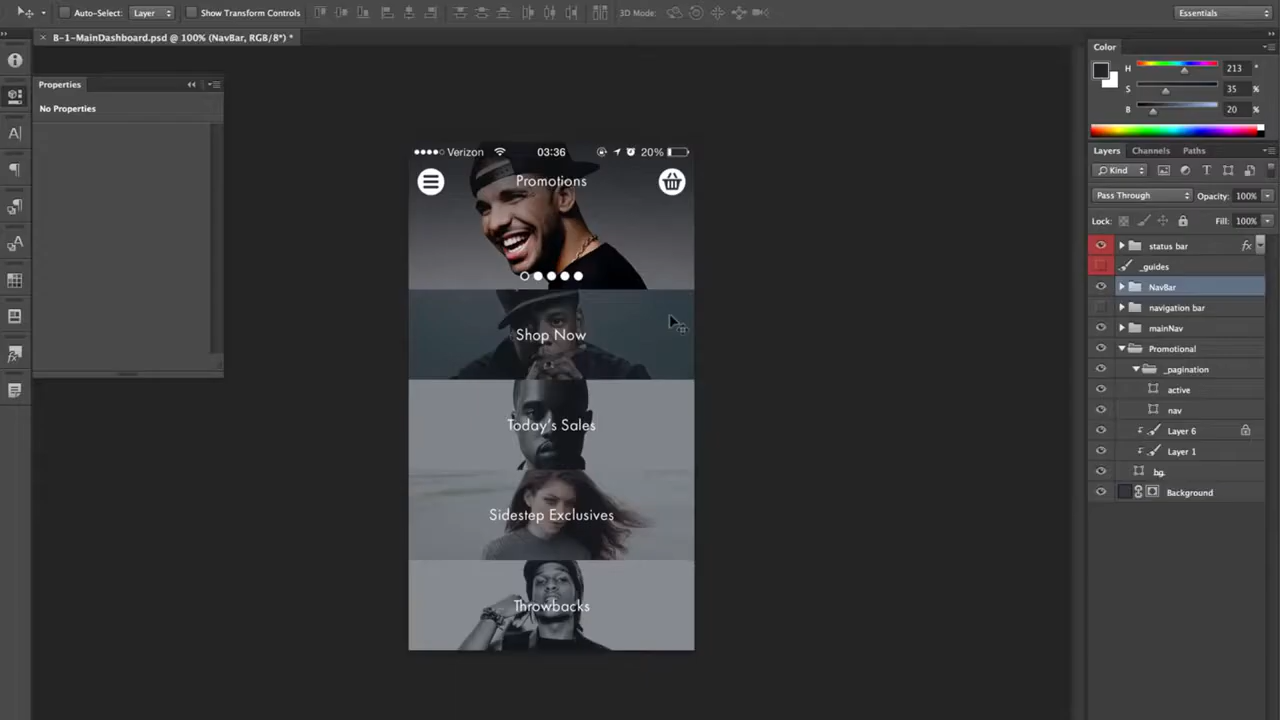 Auto-Select: Layer Show Transform Controls 3D Mode: Essentials
B-1-MainDashboard.psd @ 100% (NavBar, RGB/8*) *
Properties
No Properties
Verizon 03:36 20%
Promotions
Shop Now
Today's Sales
Sidestep Exclusives
Throwbacks
Color
H 213 °
S 35 %
B 20 %
Layers Channels Paths
Kind
Pass Through Opacity: 100%
Lock: Fill: 100%
status bar fx
_guides
NavBar
navigation bar
mainNav
Promotional
_pagination
active
nav
Layer 6
Layer 1
bg
Background